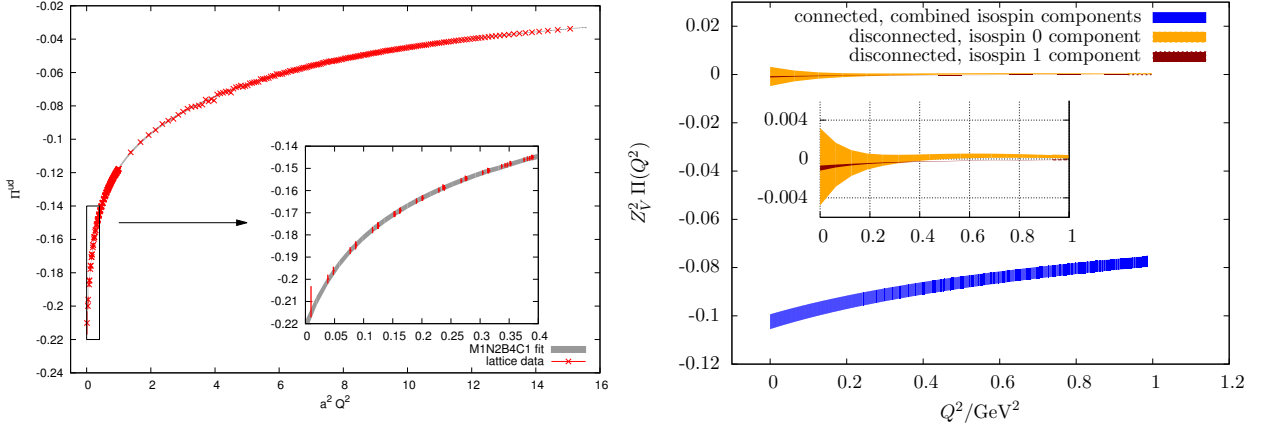 -0.02
-0.04
-0.06
-0.08
-0.1
-0.12
-0.14
-0.16
-0.18
-0.2
-0.22
-0.24
Π^ud
0 2 4 6 8 10 12 14 16
a² Q²
-0.14
-0.15
-0.16
-0.17
-0.18
-0.19
-0.2
-0.21
-0.22
0 0.05 0.1 0.15 0.2 0.25 0.3 0.35 0.4
M1N2B4C1 fit
lattice data
connected, combined isospin components
disconnected, isospin 0 component
disconnected, isospin 1 component
0
-0.02
-0.04
-0.06
-0.08
-0.1
-0.12
Z_V^2 Π(Q²)
0 0.2 0.4 0.6 0.8 1 1.2
Q²/GeV²
0.004
0
-0.004
0 0.2 0.4 0.6 0.8 1